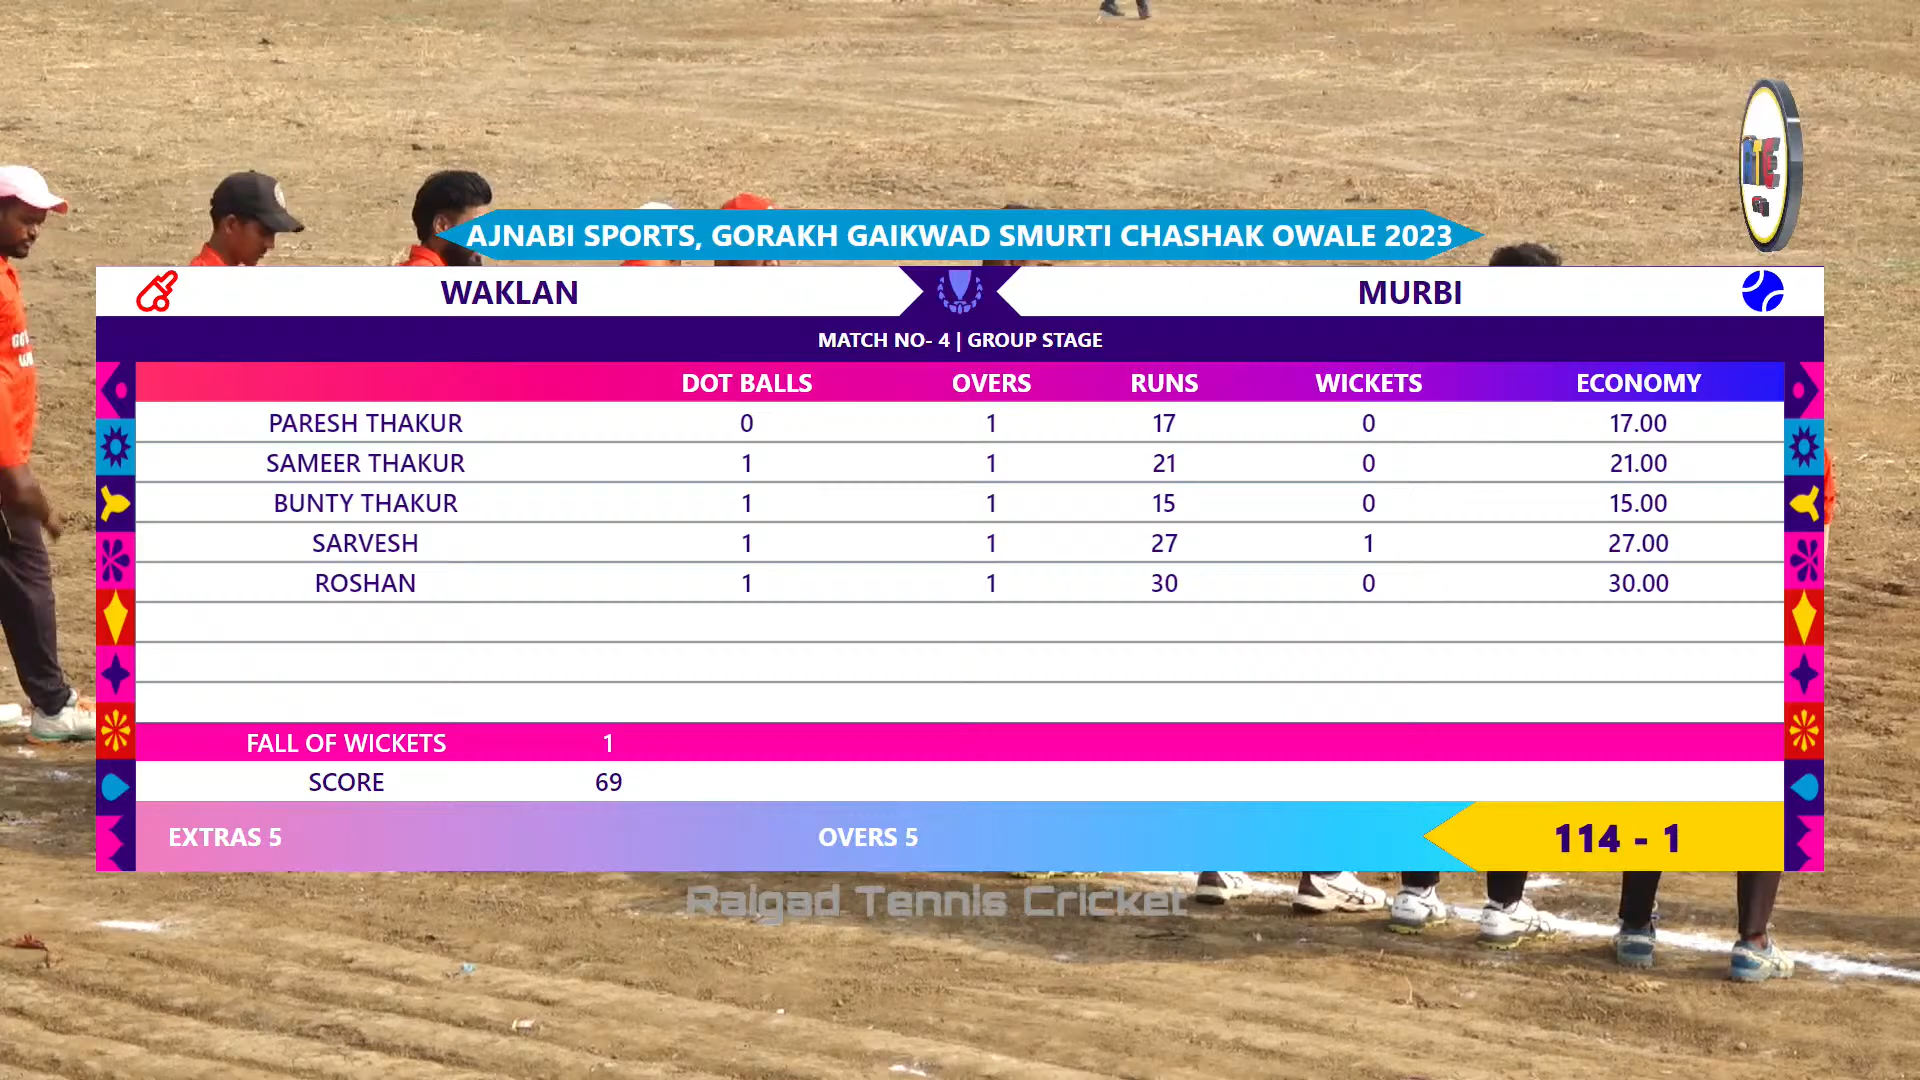 AJNABI SPORTS, GORAKH GAIKWAD SMURTI CHASHAK OWALE 2023
WAKLAN MURBI
MATCH NO- 4 | GROUP STAGE
DOT BALLS OVERS RUNS WICKETS ECONOMY
PARESH THAKUR 0 1 17 0 17.00
SAMEER THAKUR 1 1 21 0 21.00
BUNTY THAKUR 1 1 15 0 15.00
SARVESH 1 1 27 1 27.00
ROSHAN 1 1 30 0 30.00
FALL OF WICKETS 1
SCORE 69
EXTRAS 5 OVERS 5 114 - 1
Raigad Tennis Cricket